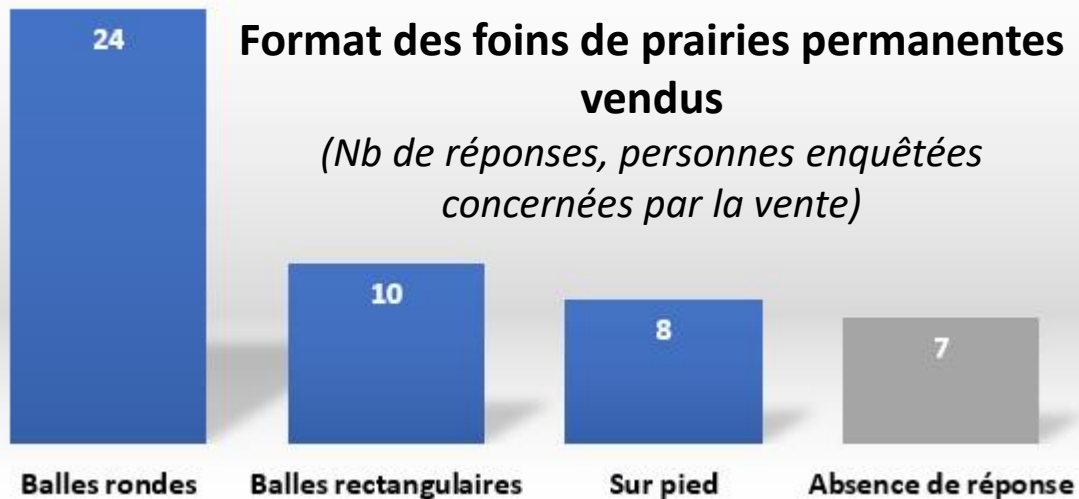 24
Format des foins de prairies permanentes
vendus
(Nb de réponses, personnes enquêtées
concernées par la vente)
10
8
7
Balles rondes
Balles rectangulaires
Sur pied
Absence de réponse